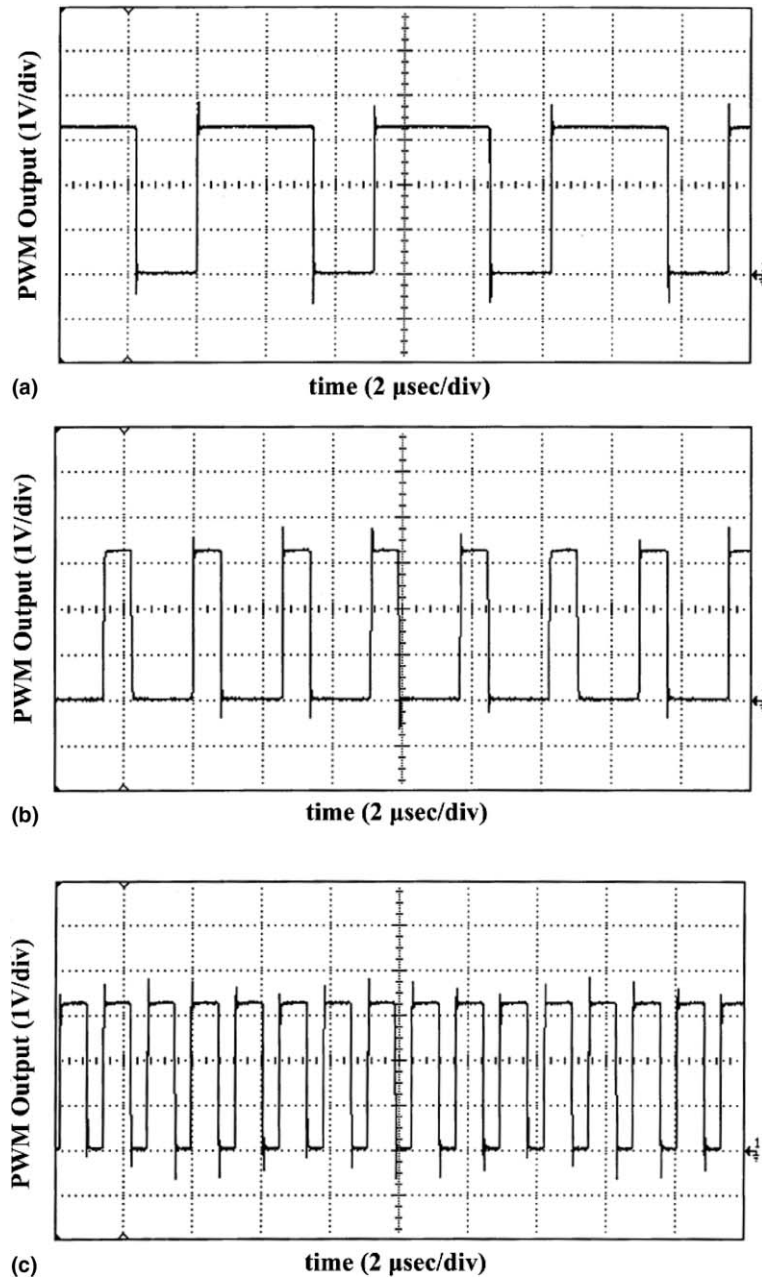 PWM Output (1V/div)
(a)
time (2 μsec/div)
PWM Output (1V/div)
(b)
time (2 μsec/div)
PWM Output (1V/div)
1
(c)
time (2 μsec/div)